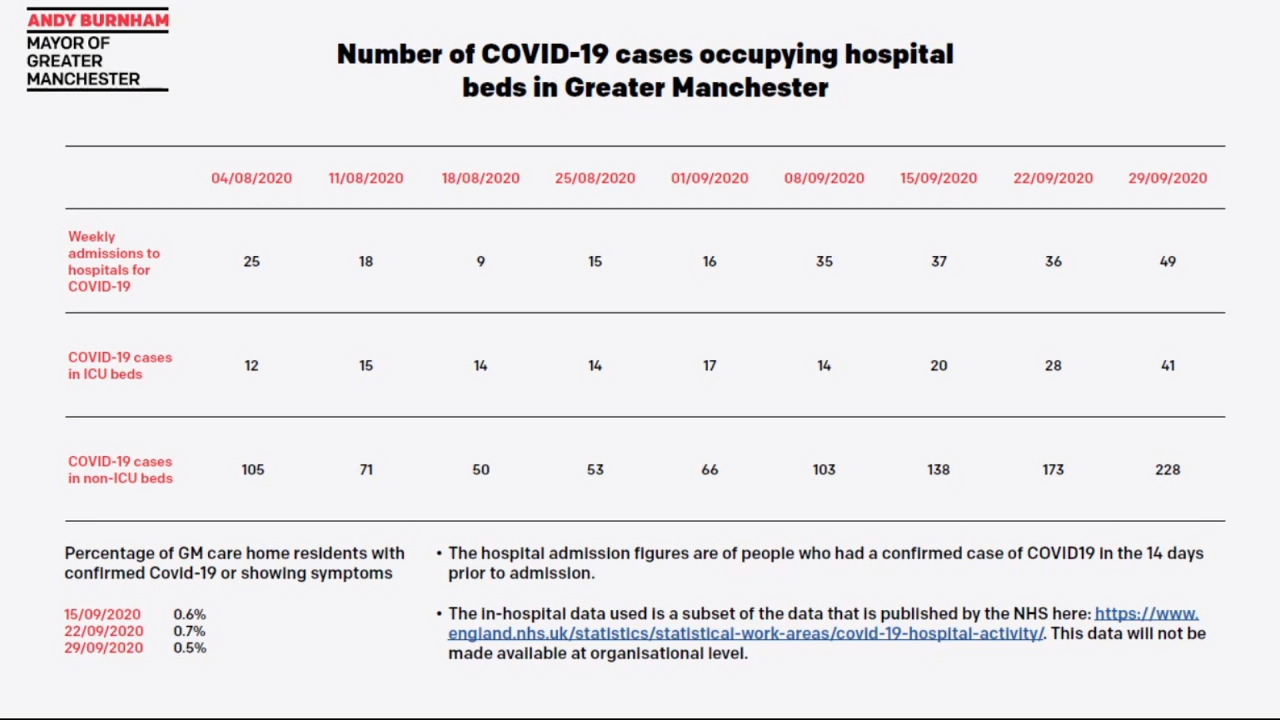 ANDY BURNHAM
MAYOR OF
GREATER
MANCHESTER
Number of COVID-19 cases occupying hospital
beds in Greater Manchester
04/08/2020 11/08/2020 18/08/2020 25/08/2020 01/09/2020 08/09/2020 15/09/2020 22/09/2020 29/09/2020
Weekly
admissions to
hospitals for
COVID-19
25 18 9 15 16 35 37 36 49
COVID-19 cases
in ICU beds
12 15 14 14 17 14 20 28 41
COVID-19 cases
in non-ICU beds
105 71 50 53 66 103 138 173 228
Percentage of GM care home residents with
confirmed Covid-19 or showing symptoms
15/09/2020 0.6%
22/09/2020 0.7%
29/09/2020 0.5%
• The hospital admission figures are of people who had a confirmed case of COVID19 in the 14 days
prior to admission.
• The in-hospital data used is a subset of the data that is published by the NHS here: https://www.
england.nhs.uk/statistics/statistical-work-areas/covid-19-hospital-activity/. This data will not be
made available at organisational level.